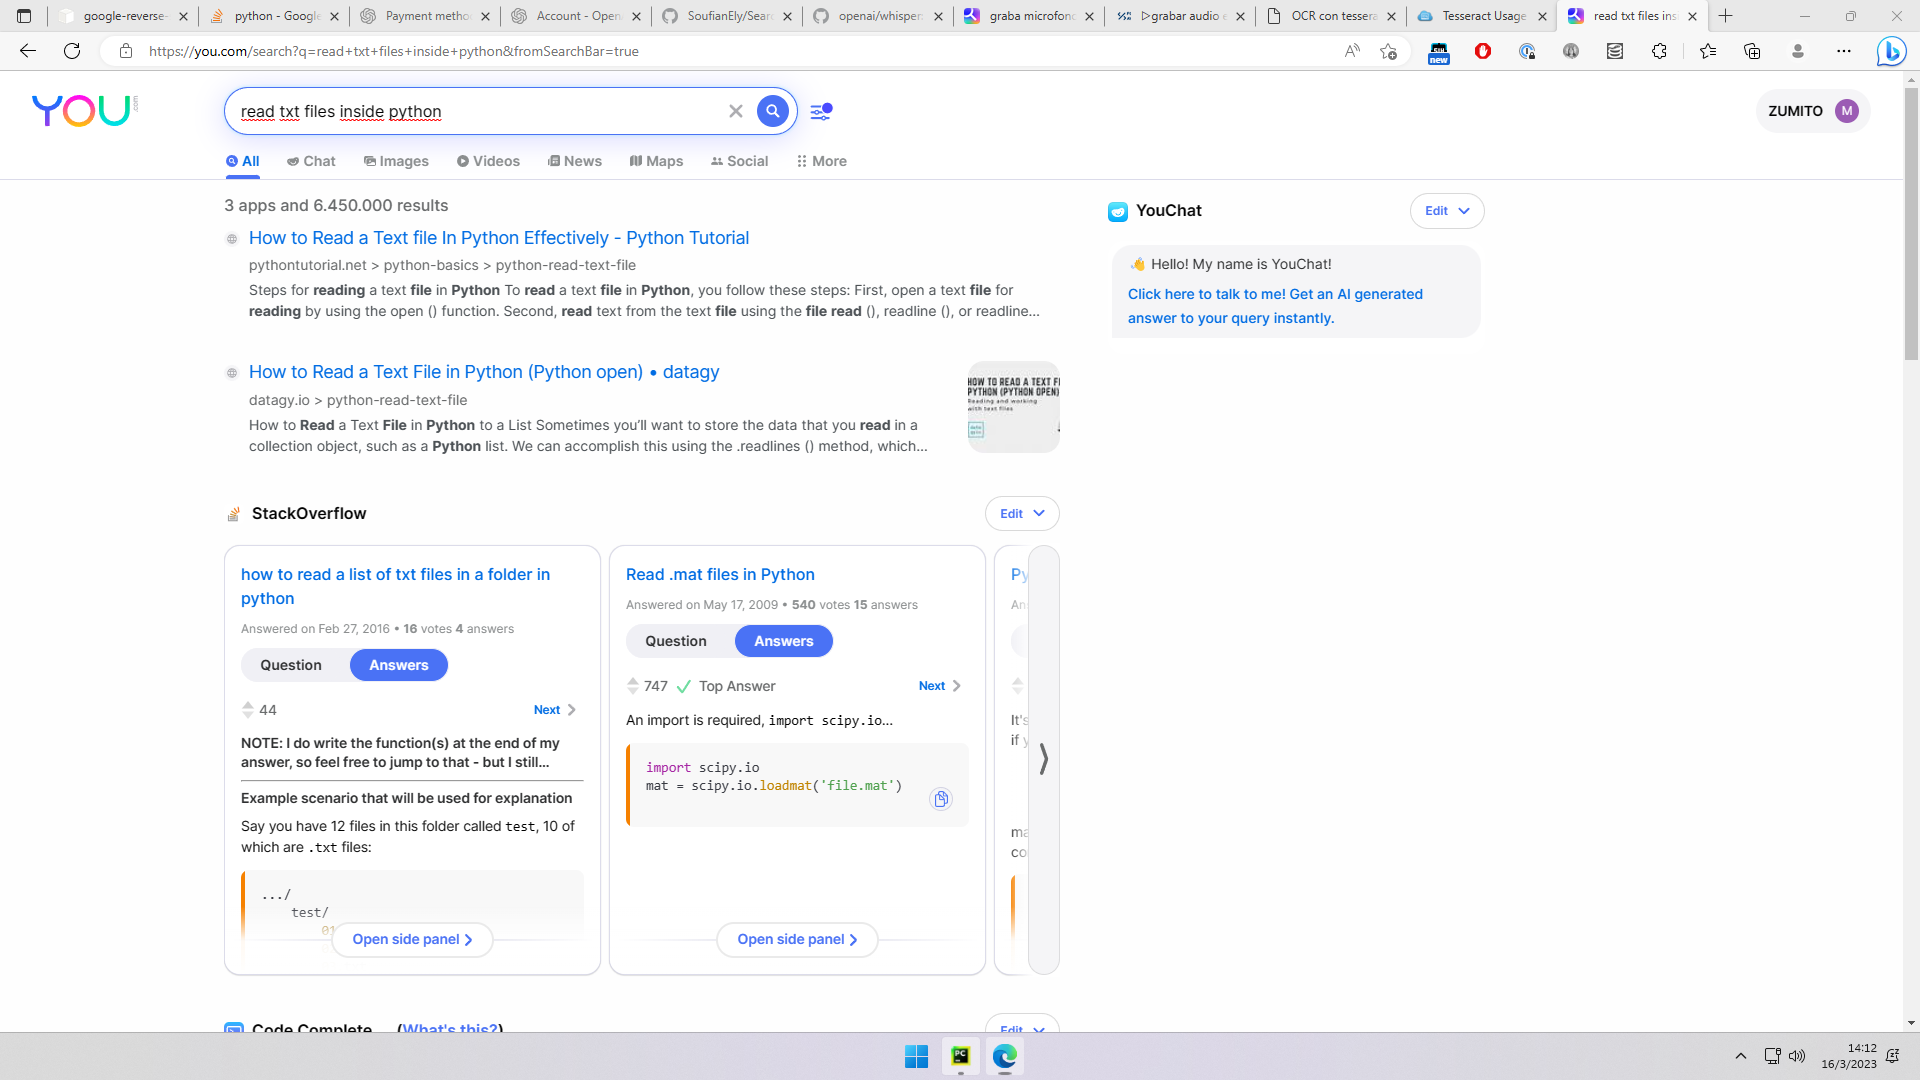 google-reverse-
python - Google
Payment method
Account - Open
SoufianEly/Sear
openai/whisper
graba microfono
grabar audio e
OCR con tessera
Tesseract Usage
read txt files ins
https://you.com/search?q=read+txt+files+inside+python&fromSearchBar=true
new
YOU.com
read txt files inside python
ZUMITO M
All Chat Images Videos News Maps Social More
3 apps and 6.450.000 results
How to Read a Text file In Python Effectively - Python Tutorial
pythontutorial.net > python-basics > python-read-text-file
Steps for reading a text file in Python To read a text file in Python, you follow these steps: First, open a text file for
reading by using the open () function. Second, read text from the text file using the file read (), readline (), or readline...
How to Read a Text File in Python (Python open) • datagy
datagy.io > python-read-text-file
How to Read a Text File in Python to a List Sometimes you'll want to store the data that you read in a
collection object, such as a Python list. We can accomplish this using the .readlines () method, which...
HOW TO READ A TEXT FI
PYTHON (PYTHON OPEN)
Reading and working
with text files
YouChat
Edit
👋 Hello! My name is YouChat!
Click here to talk to me! Get an AI generated
answer to your query instantly.
StackOverflow
Edit
how to read a list of txt files in a folder in
python
Answered on Feb 27, 2016 • 16 votes 4 answers
Question Answers
44
Next
NOTE: I do write the function(s) at the end of my
answer, so feel free to jump to that - but I still...
Example scenario that will be used for explanation
Say you have 12 files in this folder called test, 10 of
which are .txt files:
.../
test/
01
Open side panel
Read .mat files in Python
Answered on May 17, 2009 • 540 votes 15 answers
Question Answers
747 Top Answer
Next
An import is required, import scipy.io...
import scipy.io
mat = scipy.io.loadmat('file.mat')
Open side panel
Py
An
It's
if y
ma
co
Code Complete (What's this?)
Edit
PC
14:12
16/3/2023